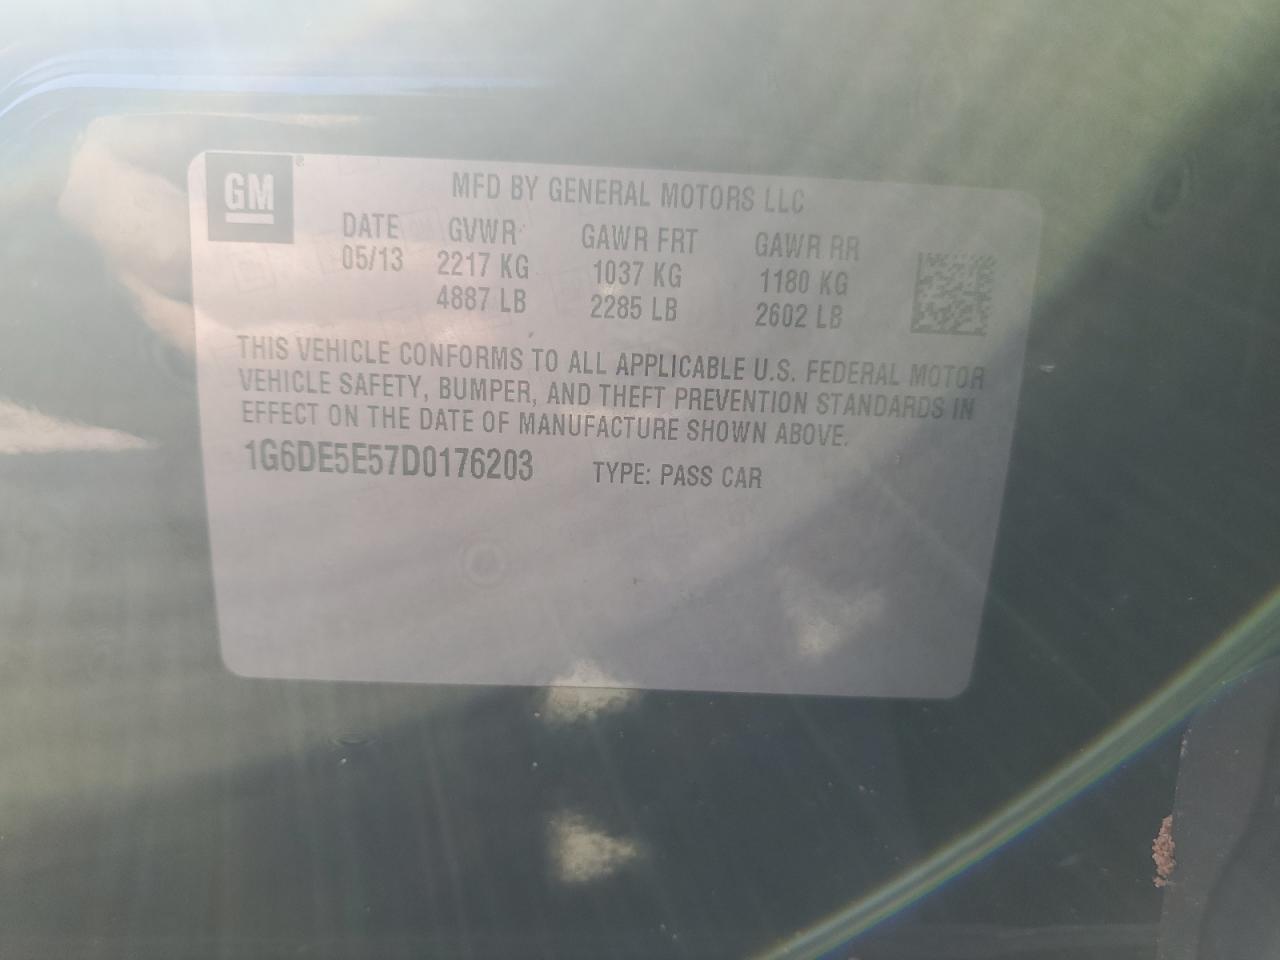 GM®
MFD BY GENERAL MOTORS LLC
DATE GVWR GAWR FRT GAWR RR
05/13 2217 KG 1037 KG 1180 KG
4887 LB 2285 LB 2602 LB
THIS VEHICLE CONFORMS TO ALL APPLICABLE U.S. FEDERAL MOTOR
VEHICLE SAFETY, BUMPER, AND THEFT PREVENTION STANDARDS IN
EFFECT ON THE DATE OF MANUFACTURE SHOWN ABOVE.
1G6DE5E57D0176203 TYPE: PASS CAR